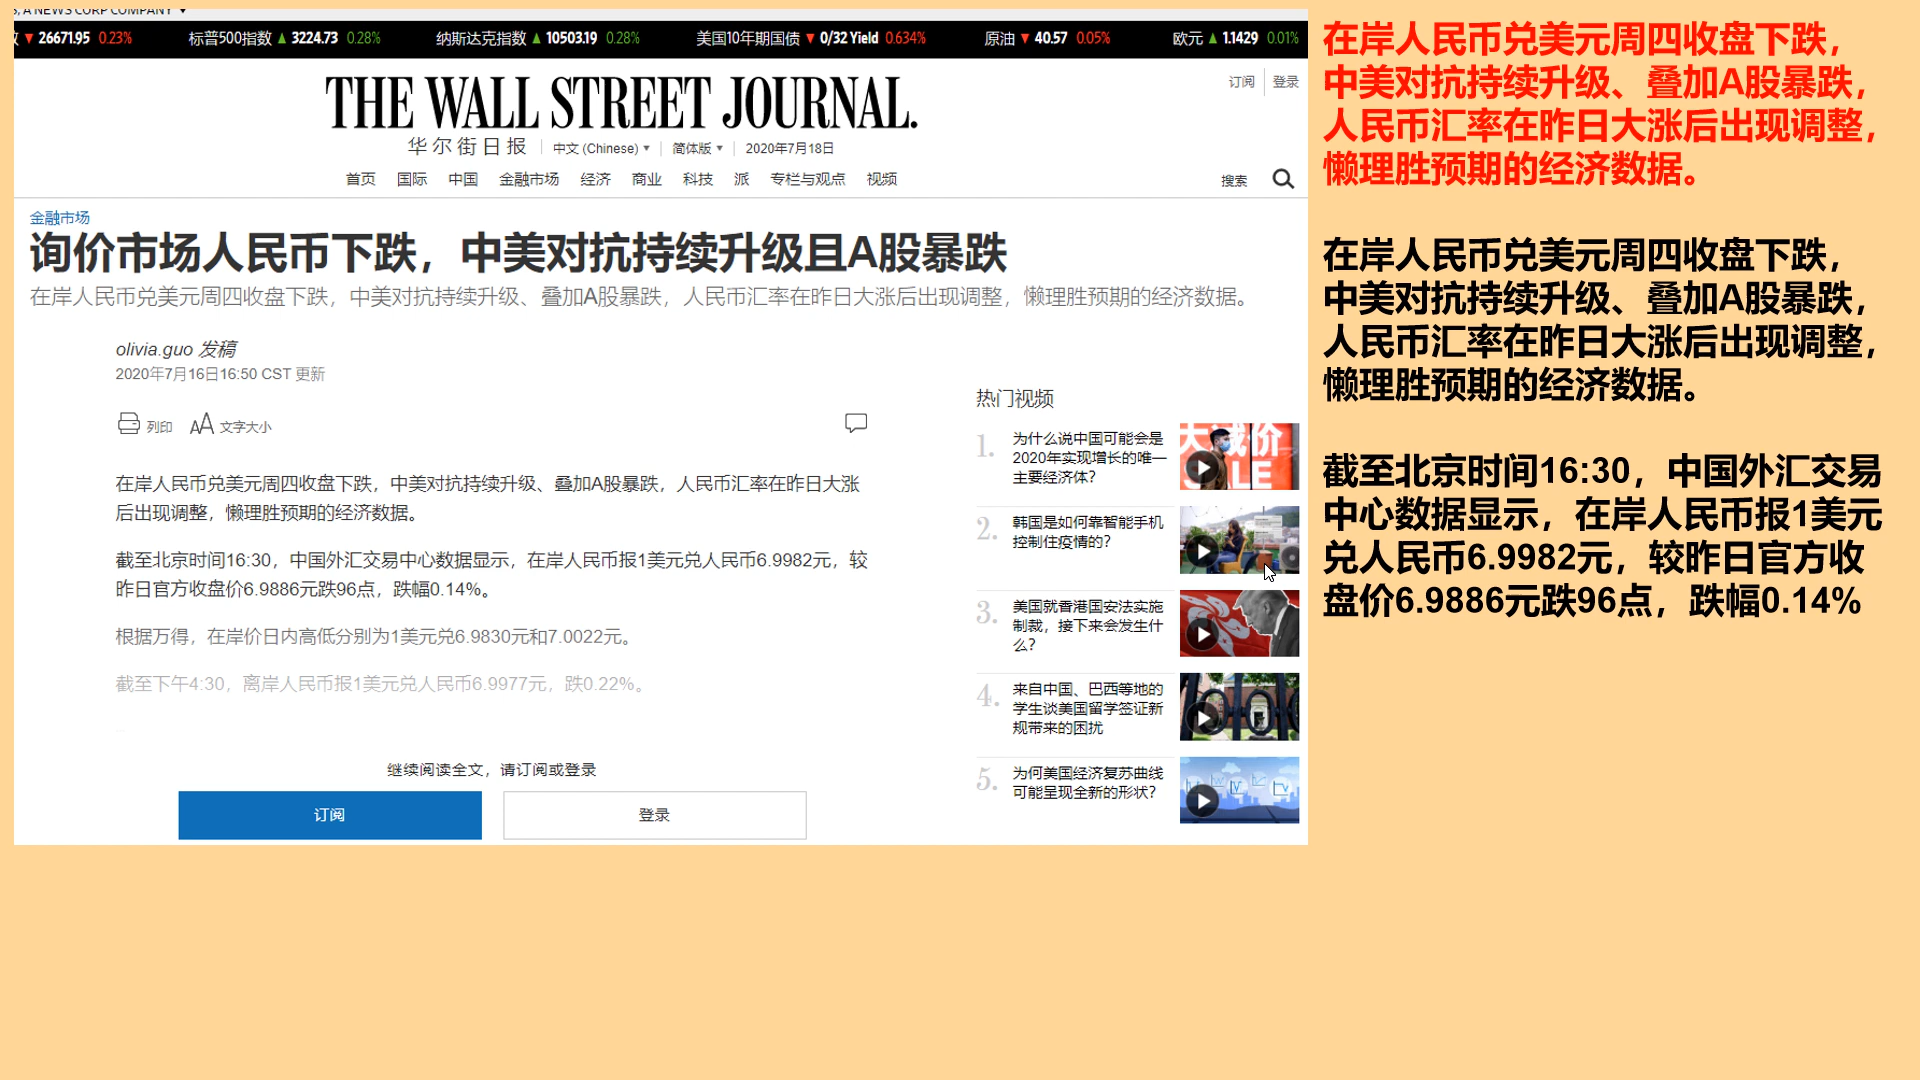 A NEWS CORP COMPANY ▼
▼ 26671.95 0.23% 标普500指数 ▲ 3224.73 0.28% 纳斯达克指数 ▲ 10503.19 0.28% 美国10年期国债 ▼ 0/32 Yield 0.634% 原油 ▼ 40.57 0.05% 欧元 ▲ 1.1429 0.01%
订阅 登录
THE WALL STREET JOURNAL.
华尔街日报 中文 (Chinese) ▼ 简体版 ▼ 2020年7月18日
首页 国际 中国 金融市场 经济 商业 科技 派 专栏与观点 视频 搜索
金融市场
询价市场人民币下跌，中美对抗持续升级且A股暴跌
在岸人民币兑美元周四收盘下跌，中美对抗持续升级、叠加A股暴跌，人民币汇率在昨日大涨后出现调整，懒理胜预期的经济数据。
olivia.guo 发稿
2020年7月16日16:50 CST 更新
列印 AA 文字大小
在岸人民币兑美元周四收盘下跌，中美对抗持续升级、叠加A股暴跌，人民币汇率在昨日大涨
后出现调整，懒理胜预期的经济数据。
截至北京时间16:30，中国外汇交易中心数据显示，在岸人民币报1美元兑人民币6.9982元，较
昨日官方收盘价6.9886元跌96点，跌幅0.14%。
根据万得，在岸价日内高低分别为1美元兑6.9830元和7.0022元。
截至下午4:30，离岸人民币报1美元兑人民币6.9977元，跌0.22%。
继续阅读全文，请订阅或登录
订阅 登录
热门视频
1. 为什么说中国可能会是
2020年实现增长的唯一
主要经济体？
大减价
SALE
2. 韩国是如何靠智能手机
控制住疫情的？
3. 美国就香港国安法实施
制裁，接下来会发生什
么？
4. 来自中国、巴西等地的
学生谈美国留学签证新
规带来的困扰
5. 为何美国经济复苏曲线
可能呈现全新的形状？
在岸人民币兑美元周四收盘下跌，
中美对抗持续升级、叠加A股暴跌，
人民币汇率在昨日大涨后出现调整，
懒理胜预期的经济数据。
在岸人民币兑美元周四收盘下跌，
中美对抗持续升级、叠加A股暴跌，
人民币汇率在昨日大涨后出现调整，
懒理胜预期的经济数据。
截至北京时间16:30，中国外汇交易
中心数据显示，在岸人民币报1美元
兑人民币6.9982元，较昨日官方收
盘价6.9886元跌96点，跌幅0.14%